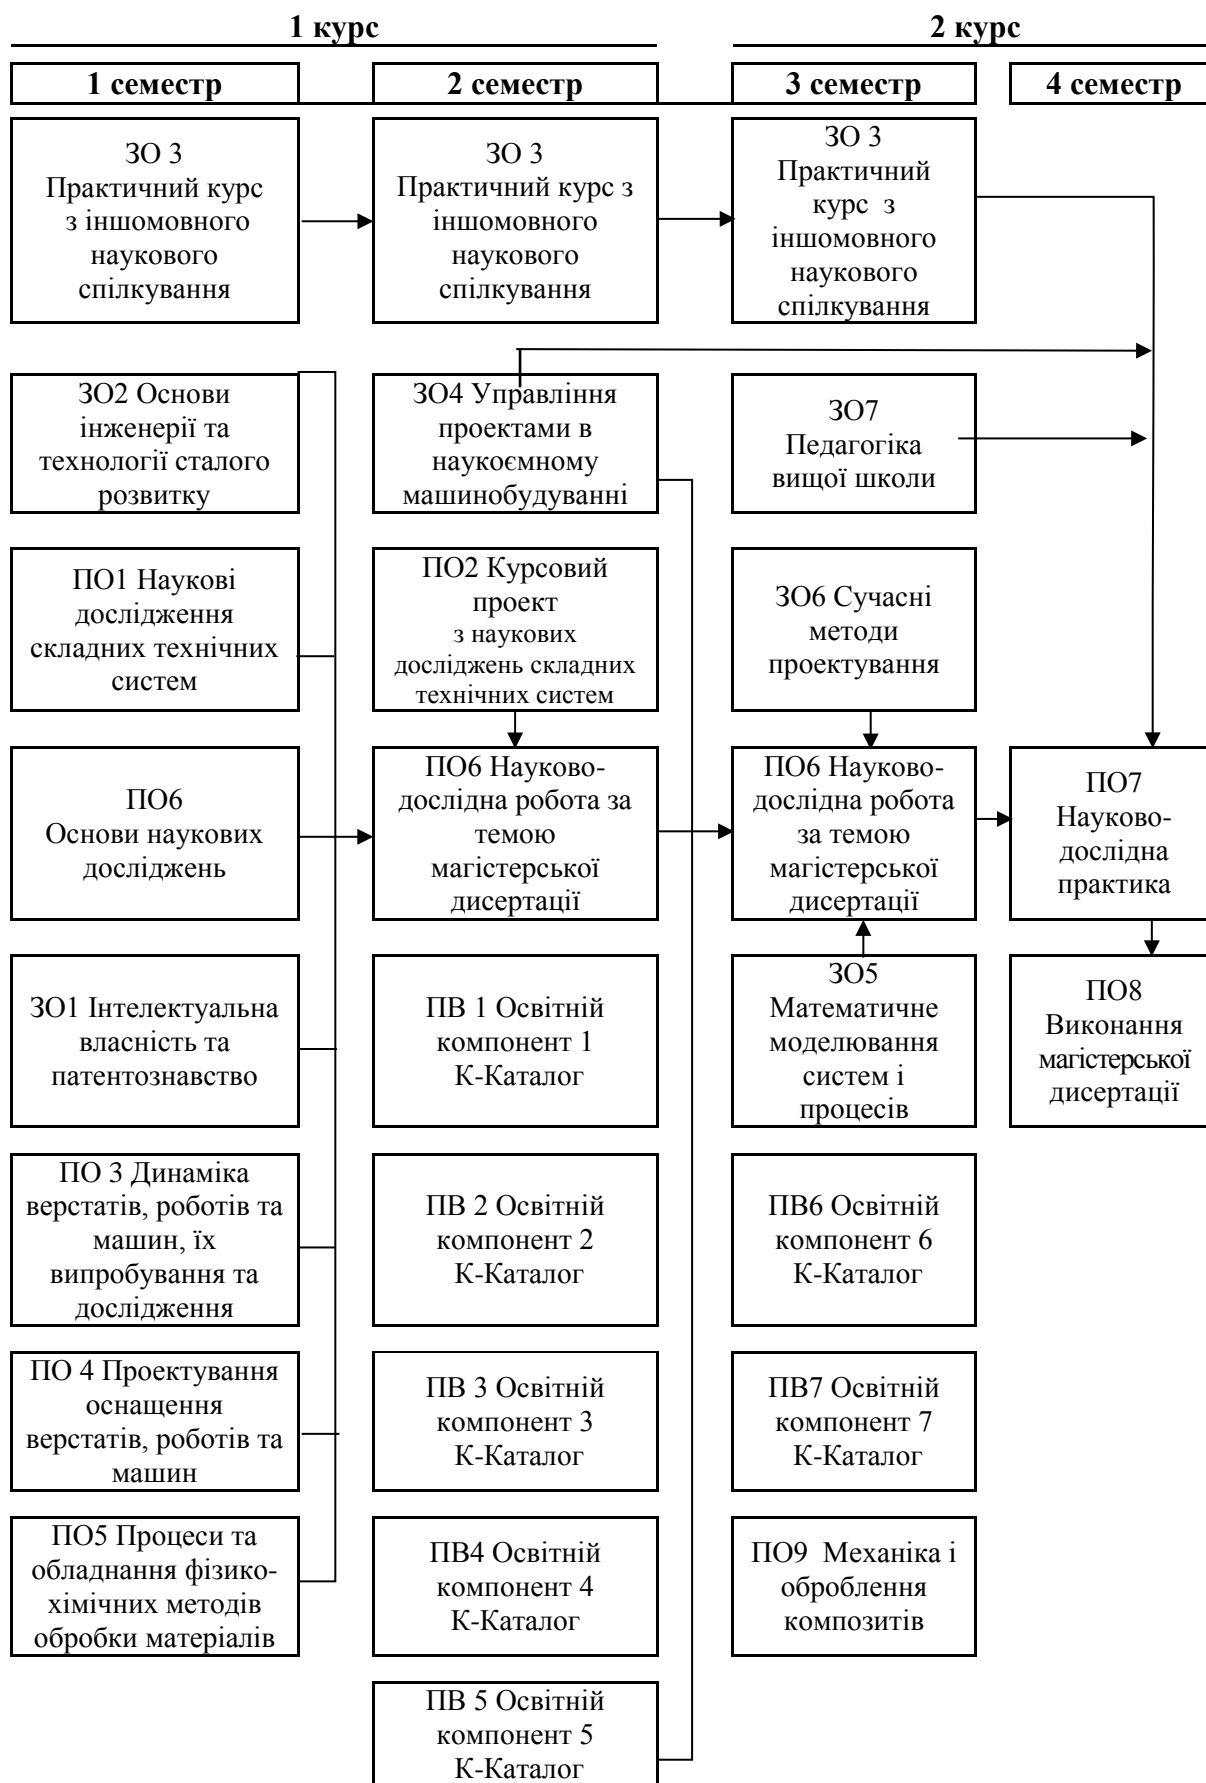 1 курс
2 курс
1 семестр
2 семестр
3 семестр
4 семестр
ЗО 3
Практичний курс
з іншомовного
наукового
спілкування
ЗО 3
Практичний курс з
іншомовного
наукового
спілкування
ЗО 3
Практичний
курс з
іншомовного
наукового
спілкування
ЗО2 Основи
інженерії та
технології сталого
розвитку
ЗО4 Управління
проектами в
наукоємному
машинобудуванні
ЗО7
Педагогіка
вищої школи
ПО1 Наукові
дослідження
складних технічних
систем
ПО2 Курсовий
проект
з наукових
досліджень складних
технічних систем
ЗО6 Сучасні
методи
проектування
ПО6
Основи наукових
досліджень
ПО6 Науково-
дослідна робота за
темою
магістерської
дисертації
ПО6 Науково-
дослідна робота
за темою
магістерської
дисертації
ПО7
Науково-
дослідна
практика
ЗО1 Інтелектуальна
власність та
патентознавство
ПВ 1 Освітній
компонент 1
К-Каталог
ЗО5
Математичне
моделювання
систем і
процесів
ПО8
Виконання
магістерської
дисертації
ПО 3 Динаміка
верстатів, роботів та
машин, їх
випробування та
дослідження
ПВ 2 Освітній
компонент 2
К-Каталог
ПВ6 Освітній
компонент 6
К-Каталог
ПО 4 Проектування
оснащення
верстатів, роботів та
машин
ПВ 3 Освітній
компонент 3
К-Каталог
ПВ7 Освітній
компонент 7
К-Каталог
ПО5 Процеси та
обладнання фізико-
хімічних методів
обробки матеріалів
ПВ4 Освітній
компонент 4
К-Каталог
ПО9 Механіка і
оброблення
композитів
ПВ 5 Освітній
компонент 5
К-Каталог